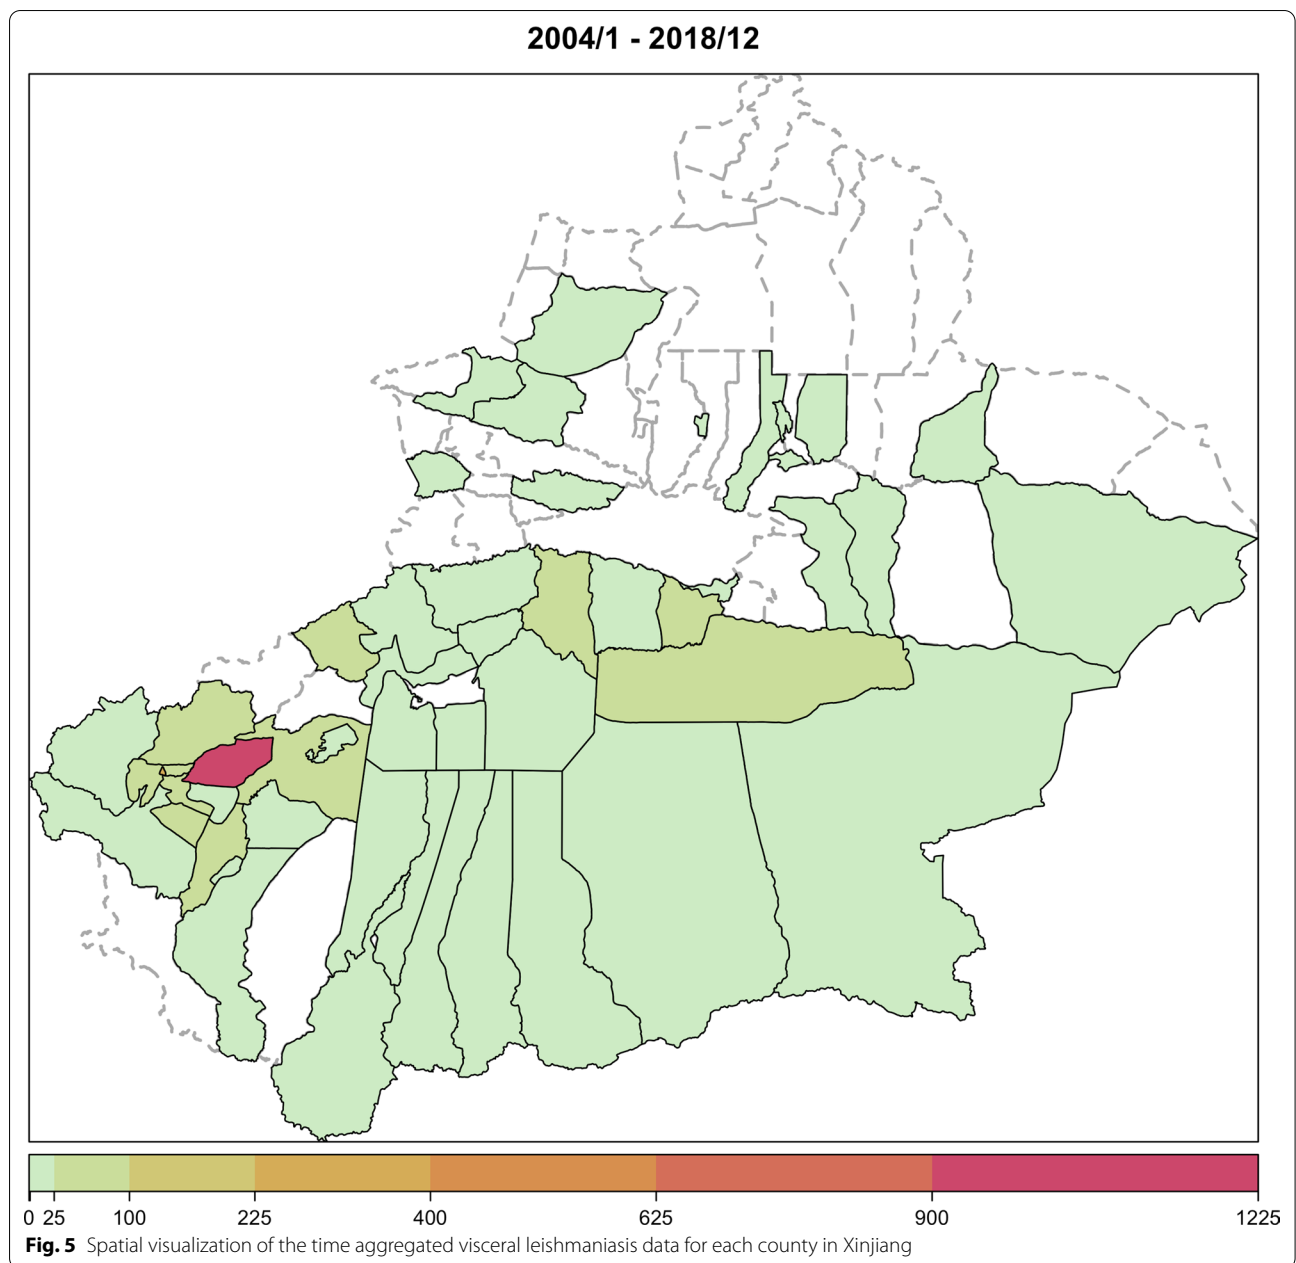 2004/1 - 2018/12
0 25 100 225 400 625 900 1225
Fig. 5 Spatial visualization of the time aggregated visceral leishmaniasis data for each county in Xinjiang